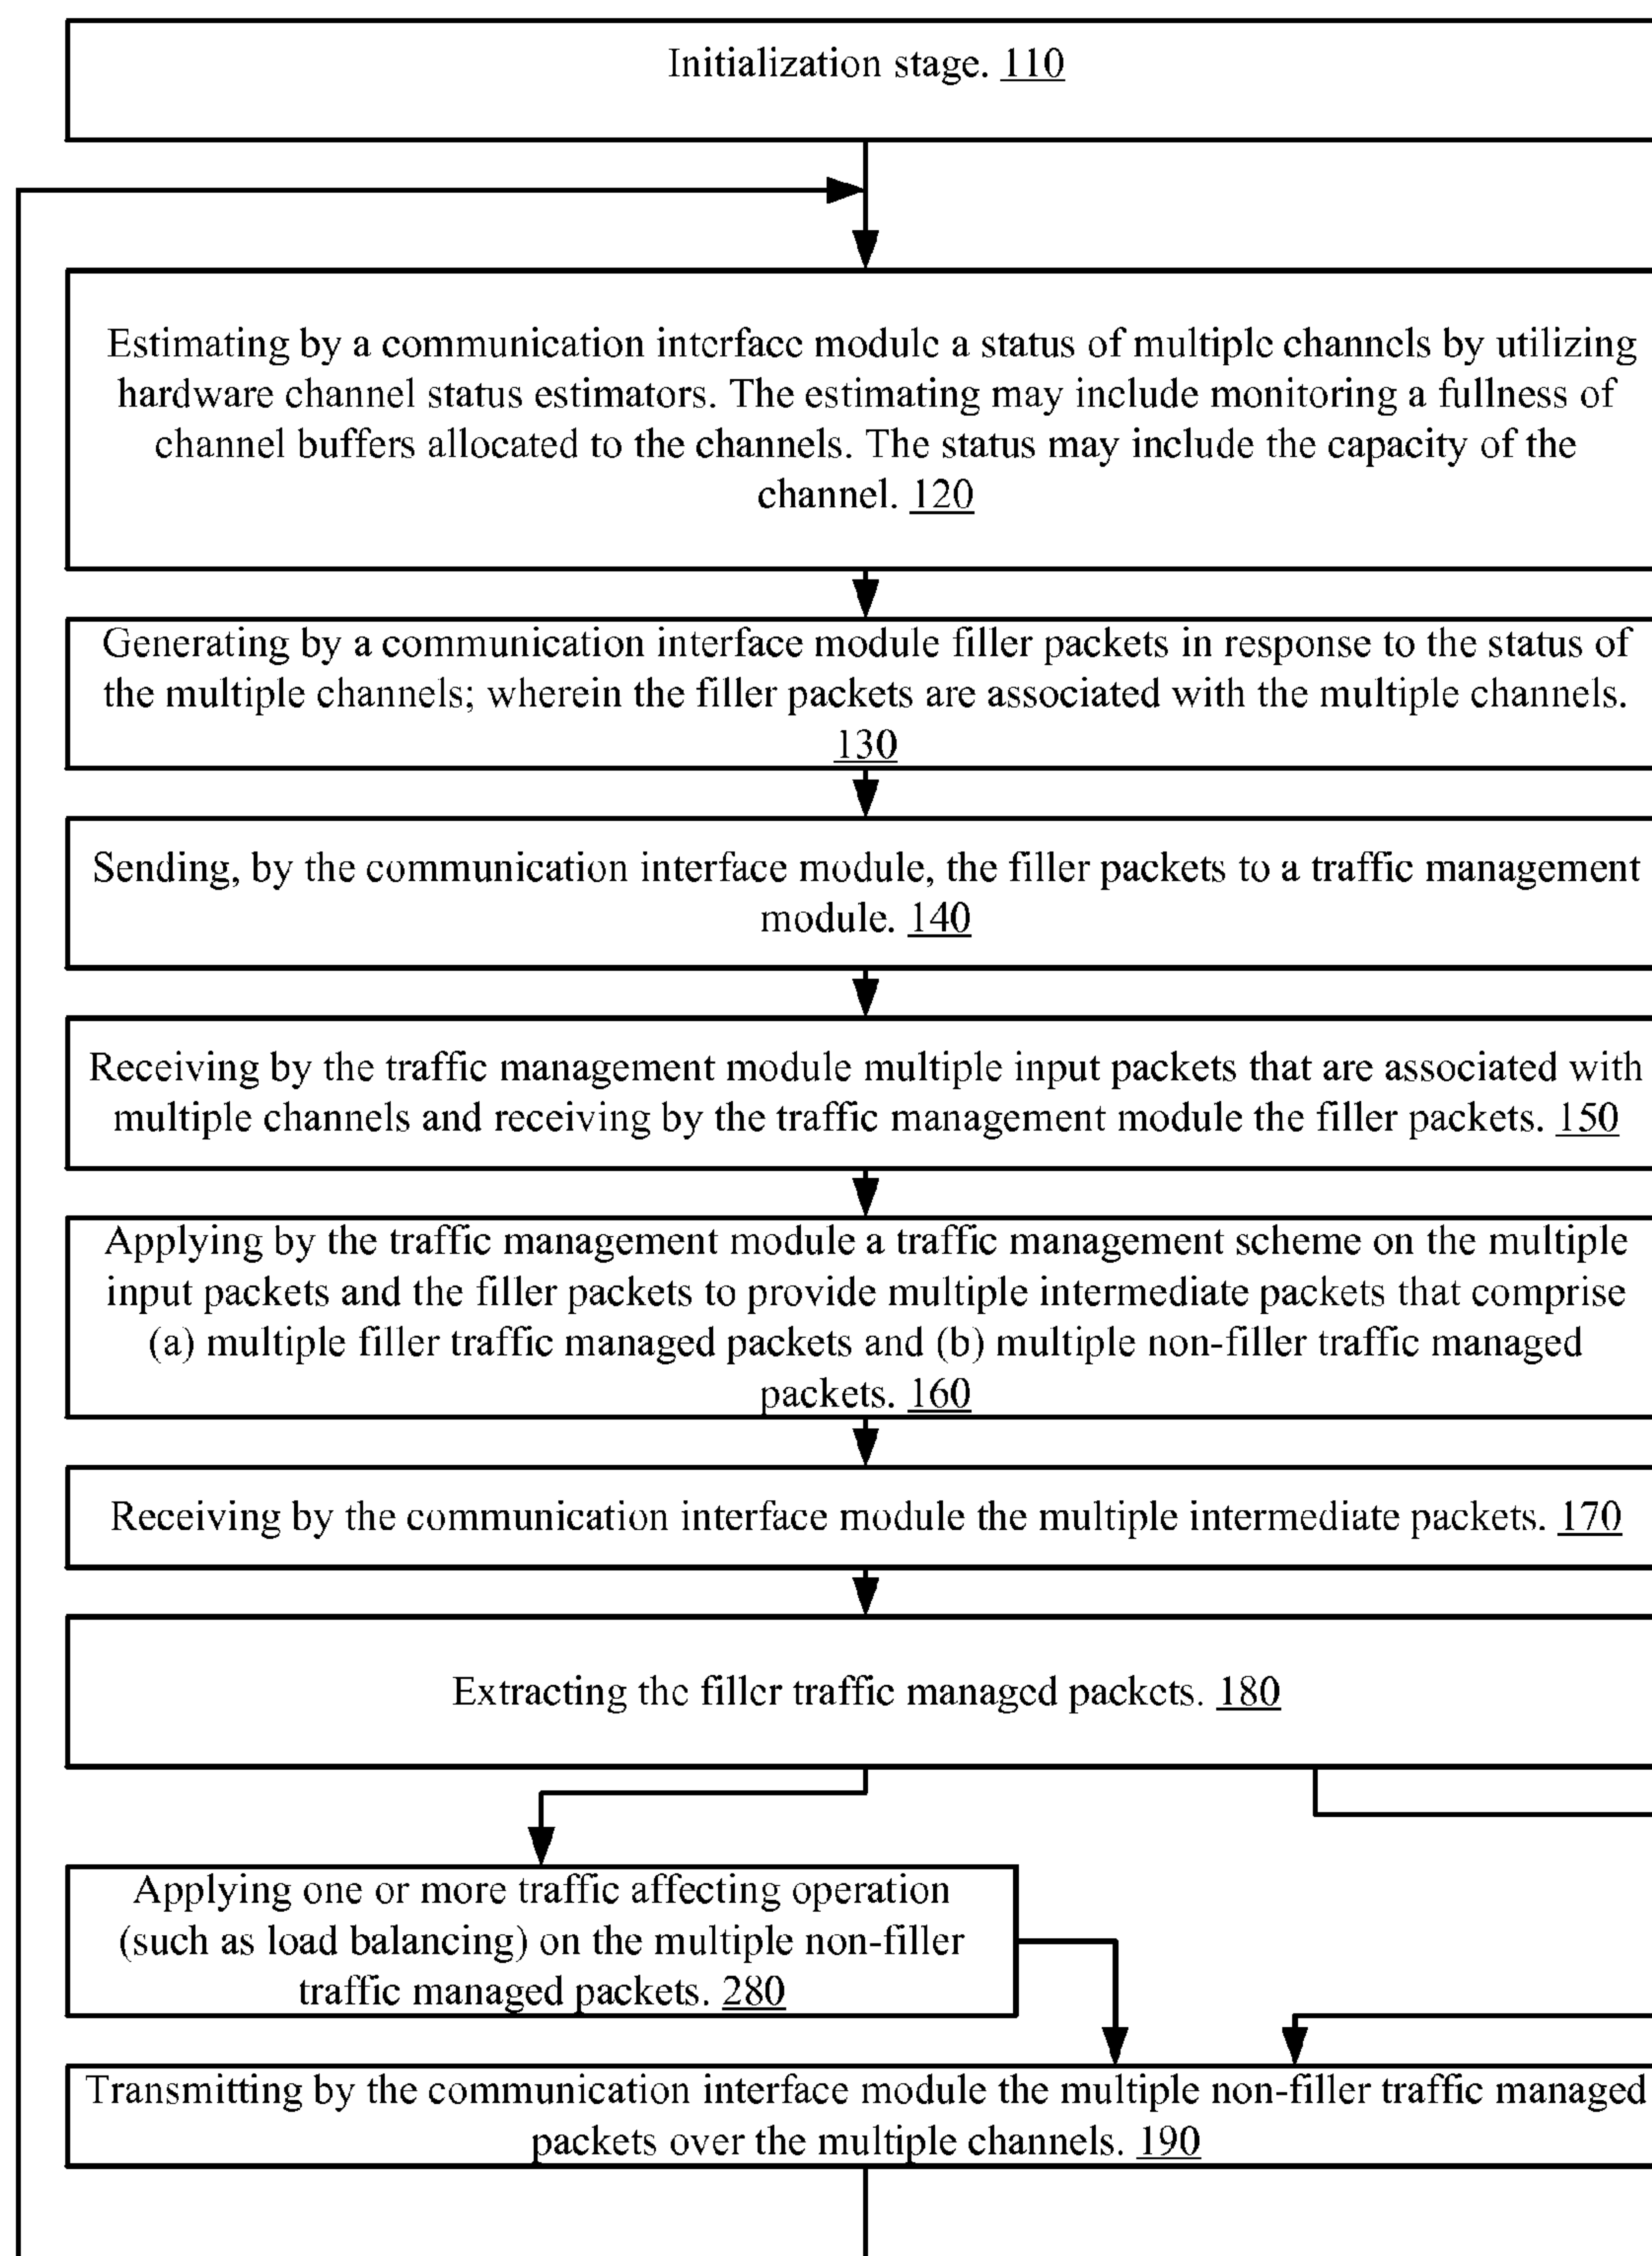 Initialization stage. 110
Estimating by a communication interface module a status of multiple channels by utilizing
hardware channel status estimators. The estimating may include monitoring a fullness of
channel buffers allocated to the channels. The status may include the capacity of the
channel. 120
Generating by a communication interface module filler packets in response to the status of
the multiple channels; wherein the filler packets are associated with the multiple channels.
130
Sending, by the communication interface module, the filler packets to a traffic management
module. 140
Receiving by the traffic management module multiple input packets that are associated with
multiple channels and receiving by the traffic management module the filler packets. 150
Applying by the traffic management module a traffic management scheme on the multiple
input packets and the filler packets to provide multiple intermediate packets that comprise
(a) multiple filler traffic managed packets and (b) multiple non-filler traffic managed
packets. 160
Receiving by the communication interface module the multiple intermediate packets. 170
Extracting the filler traffic managed packets. 180
Applying one or more traffic affecting operation
(such as load balancing) on the multiple non-filler
traffic managed packets. 280
Transmitting by the communication interface module the multiple non-filler traffic managed
packets over the multiple channels. 190